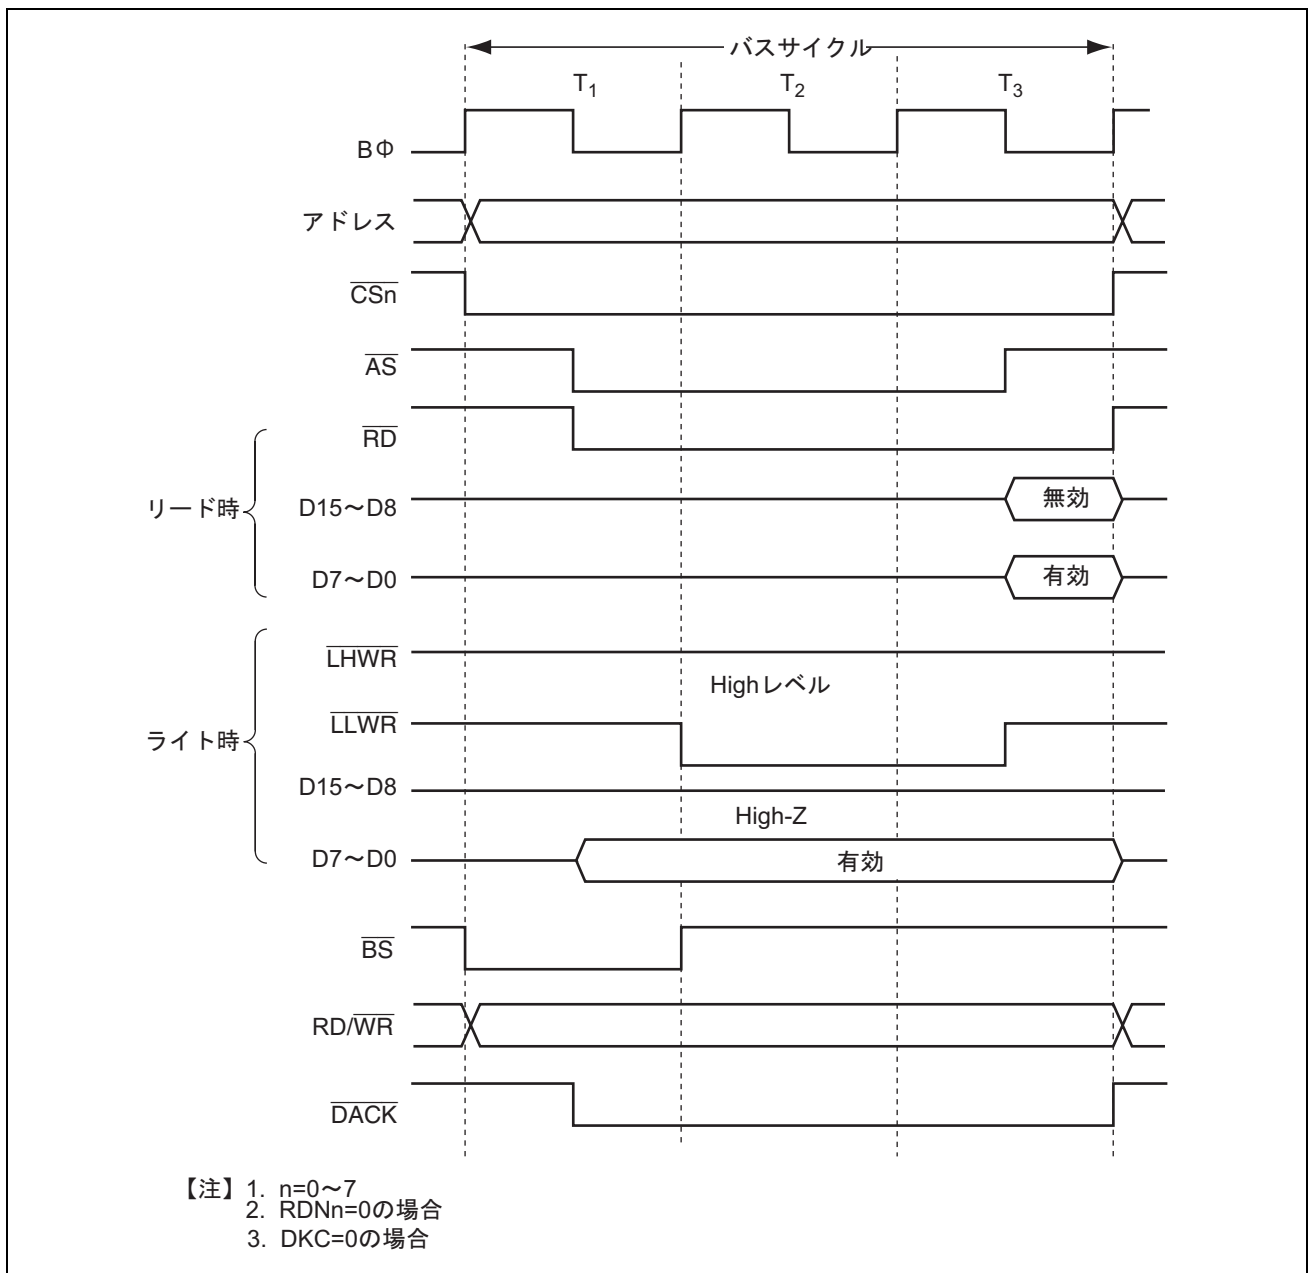 バスサイクル
T1 T2 T3
BΦ
アドレス
CSn
AS
RD
リード時
D15～D8
無効
D7～D0
有効
LHWR
Highレベル
LLWR
ライト時
D15～D8
High-Z
D7～D0
有効
BS
RD/WR
DACK
【注】1. n=0～7
2. RDNn=0の場合
3. DKC=0の場合